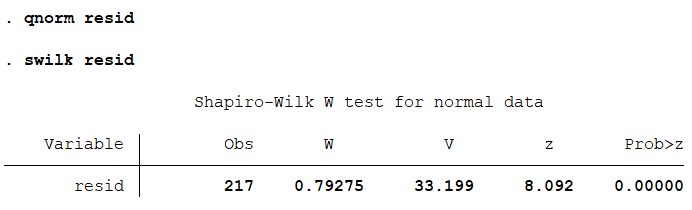 . qnorm resid
. swilk resid
Shapiro-Wilk W test for normal data
Variable Obs W V z Prob>z
resid 217 0.79275 33.199 8.092 0.00000